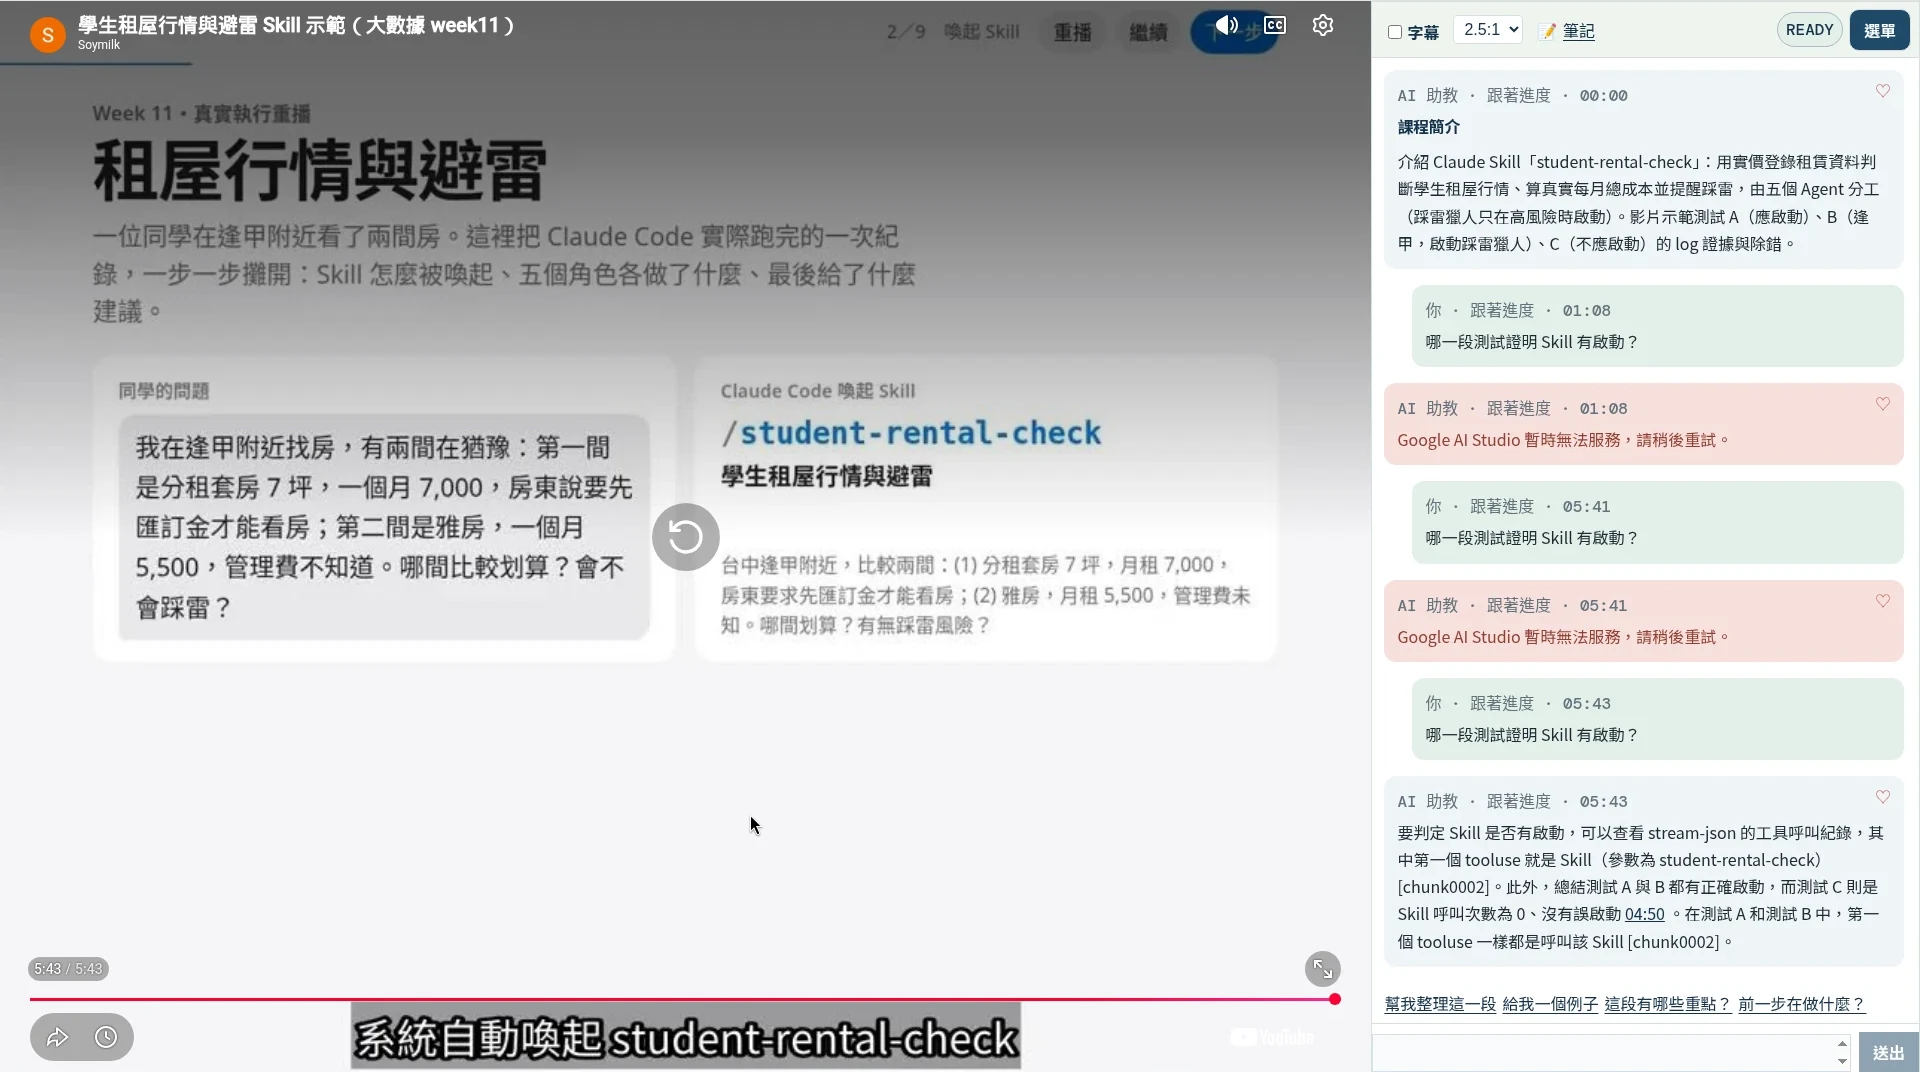 學生租屋行情與避雷 Skill 示範（大數據 week11）
Soymilk
2／9 喚起 Skill 重播 繼續 下一步
Week 11・真實執行重播
租屋行情與避雷
一位同學在逢甲附近看了兩間房。這裡把 Claude Code 實際跑完的一次紀
錄，一步一步攤開：Skill 怎麼被喚起、五個角色各做了什麼、最後給了什麼
建議。
同學的問題
我在逢甲附近找房，有兩間在猶豫：第一間
是分租套房 7 坪，一個月 7,000，房東說要先
匯訂金才能看房；第二間是雅房，一個月
5,500，管理費不知道。哪間比較划算？會不
會踩雷？
Claude Code 喚起 Skill
/student-rental-check
學生租屋行情與避雷
台中逢甲附近，比較兩間：(1) 分租套房 7 坪，月租 7,000，
房東要求先匯訂金才能看房；(2) 雅房，月租 5,500，管理費未
知。哪間划算？有無踩雷風險？
5:43 / 5:43
系統自動喚起 student-rental-check
YouTube
字幕 2.5:1 📝 筆記 READY 選單
AI 助教 · 跟著進度 · 00:00
課程簡介
介紹 Claude Skill「student-rental-check」：用實價登錄租賃資料判
斷學生租屋行情、算真實每月總成本並提醒踩雷，由五個 Agent 分工
（踩雷獵人只在高風險時啟動）。影片示範測試 A（應啟動）、B（逢
甲，啟動踩雷獵人）、C（不應啟動）的 log 證據與除錯。
你 · 跟著進度 · 01:08
哪一段測試證明 Skill 有啟動？
AI 助教 · 跟著進度 · 01:08
Google AI Studio 暫時無法服務，請稍後重試。
你 · 跟著進度 · 05:41
哪一段測試證明 Skill 有啟動？
AI 助教 · 跟著進度 · 05:41
Google AI Studio 暫時無法服務，請稍後重試。
你 · 跟著進度 · 05:43
哪一段測試證明 Skill 有啟動？
AI 助教 · 跟著進度 · 05:43
要判定 Skill 是否有啟動，可以查看 stream-json 的工具呼叫紀錄，其
中第一個 tooluse 就是 Skill（參數為 student-rental-check）
[chunk0002]。此外，總結測試 A 與 B 都有正確啟動，而測試 C 則是
Skill 呼叫次數為 0、沒有誤啟動 04:50 。在測試 A 和測試 B 中，第一
個 tooluse 一樣都是呼叫該 Skill [chunk0002]。
幫我整理這一段 給我一個例子 這段有哪些重點？ 前一步在做什麼？
送出